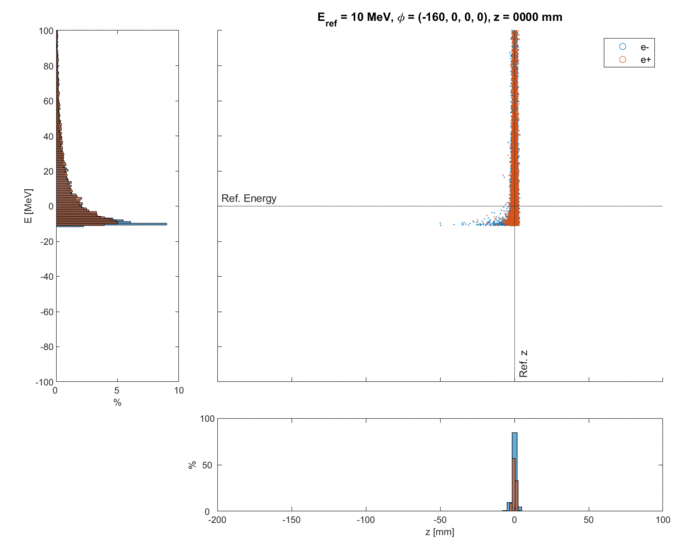 E_ref = 10 MeV, ϕ = (-160, 0, 0, 0), z = 0000 mm
e-
e+
100
80
60
40
20
0
-20
-40
-60
-80
-100
E [MeV]
0 5 10
%
Ref. Energy
Ref. z
100
50
0
%
-200 -150 -100 -50 0 50 100
z [mm]